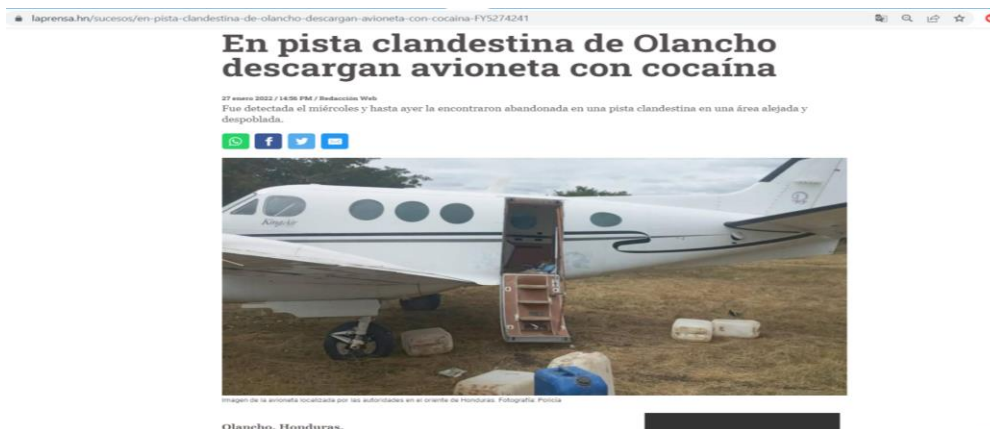 laprensa.hn/sucesos/en-pista-clandestina-de-olancho-descargan-avioneta-con-cocaina-FY5274241
En pista clandestina de Olancho
descargan avioneta con cocaína
27 enero 2022 / 14:56 PM / Redacción Web
Fue detectada el miércoles y hasta ayer la encontraron abandonada en una pista clandestina en una área alejada y
despoblada.
KingAir
Imagen de la avioneta localizada por las autoridades en el oriente de Honduras. Fotografía: Policía
Olancho, Honduras.